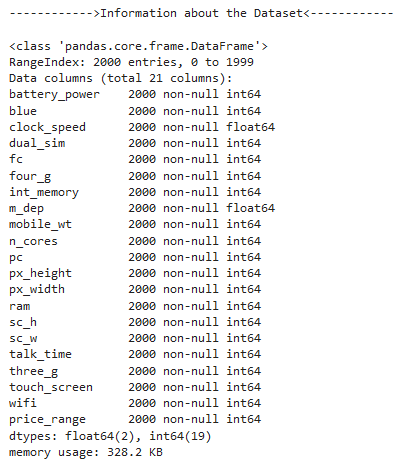 ------------>Information about the Dataset<------------
<class 'pandas.core.frame.DataFrame'>
RangeIndex: 2000 entries, 0 to 1999
Data columns (total 21 columns):
battery_power    2000 non-null int64
blue             2000 non-null int64
clock_speed      2000 non-null float64
dual_sim         2000 non-null int64
fc               2000 non-null int64
four_g           2000 non-null int64
int_memory       2000 non-null int64
m_dep            2000 non-null float64
mobile_wt        2000 non-null int64
n_cores          2000 non-null int64
pc               2000 non-null int64
px_height        2000 non-null int64
px_width         2000 non-null int64
ram              2000 non-null int64
sc_h             2000 non-null int64
sc_w             2000 non-null int64
talk_time        2000 non-null int64
three_g          2000 non-null int64
touch_screen     2000 non-null int64
wifi             2000 non-null int64
price_range      2000 non-null int64
dtypes: float64(2), int64(19)
memory usage: 328.2 KB